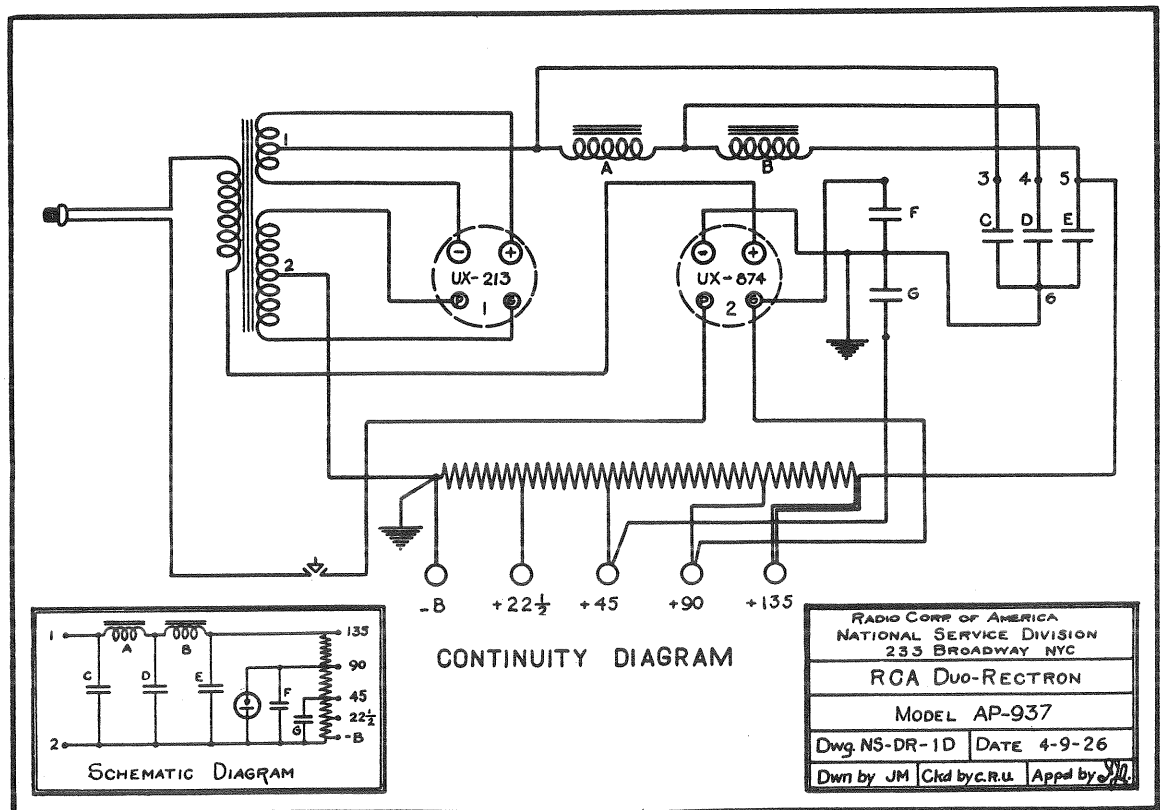 1
A
B
3
4
5
F
C
D
E
2
- +
UX-213
P G
1
- +
UX-874
P G
2
G
6
-B
+22½
+45
+90
+135
CONTINUITY DIAGRAM
1
A
B
135
90
C
D
E
F
45
22½
G
2
-B
SCHEMATIC DIAGRAM
RADIO CORP OF AMERICA
NATIONAL SERVICE DIVISION
233 BROADWAY NYC
RCA DUO-RECTRON
MODEL AP-937
Dwg. NS-DR-1D DATE 4-9-26
Dwn by JM Ckd by C.R.U. Appd by